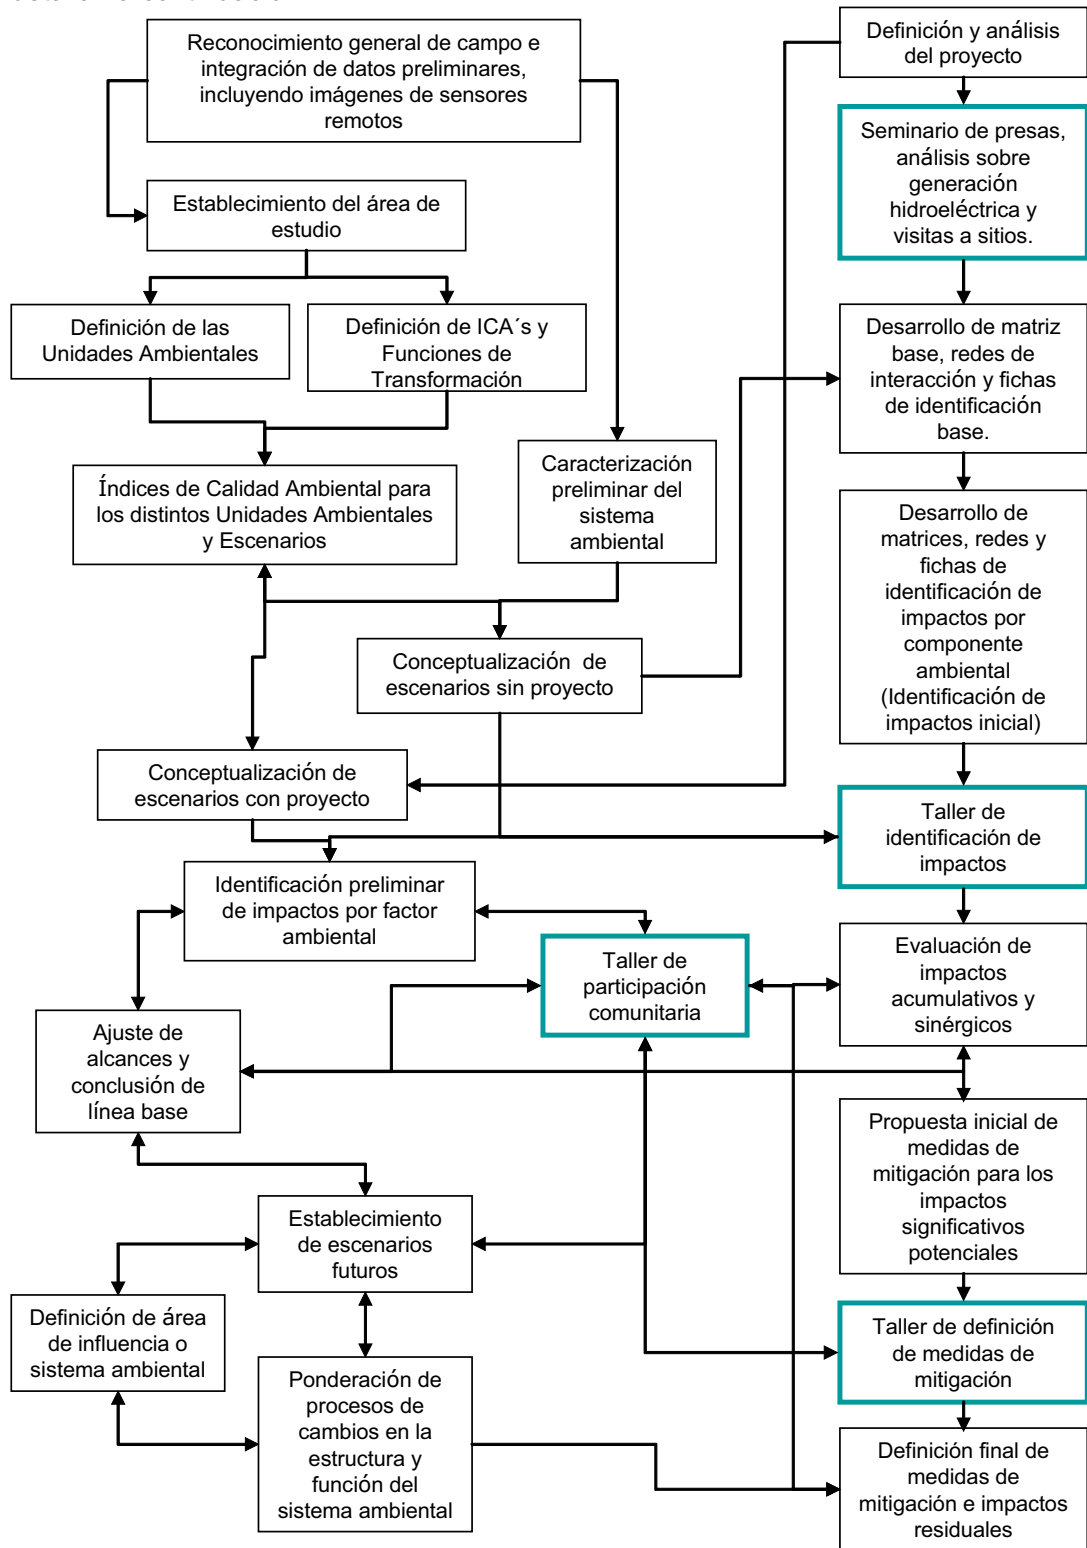 Reconocimiento general de campo e
integración de datos preliminares,
incluyendo imágenes de sensores
remotos
Definición y análisis
del proyecto
Seminario de presas,
análisis sobre
generación
hidroeléctrica y
visitas a sitios.
Establecimiento del área de
estudio
Definición de las
Unidades Ambientales
Definición de ICA´s y
Funciones de
Transformación
Desarrollo de matriz
base, redes de
interacción y fichas
de identificación
base.
Índices de Calidad Ambiental para
los distintos Unidades Ambientales
y Escenarios
Caracterización
preliminar del
sistema
ambiental
Desarrollo de
matrices, redes y
fichas de
identificación de
impactos por
componente
ambiental
(Identificación de
impactos inicial)
Conceptualización de
escenarios sin proyecto
Conceptualización de
escenarios con proyecto
Taller de
identificación de
impactos
Identificación preliminar
de impactos por factor
ambiental
Taller de
participación
comunitaria
Evaluación de
impactos
acumulativos y
sinérgicos
Ajuste de
alcances y
conclusión de
línea base
Propuesta inicial de
medidas de
mitigación para los
impactos
significativos
potenciales
Establecimiento
de escenarios
futuros
Definición de área
de influencia o
sistema ambiental
Taller de definición
de medidas de
mitigación
Ponderación de
procesos de
cambios en la
estructura y
función del
sistema ambiental
Definición final de
medidas de
mitigación e impactos
residuales